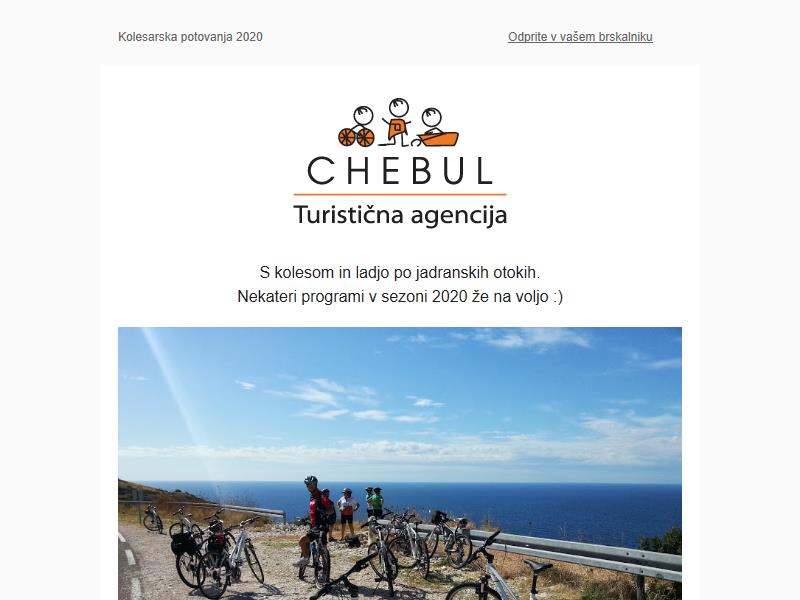 Kolesarska potovanja 2020
Odprite v vašem brskalniku
CHEBUL
Turistična agencija
S kolesom in ladjo po jadranskih otokih.
Nekateri programi v sezoni 2020 že na voljo :)